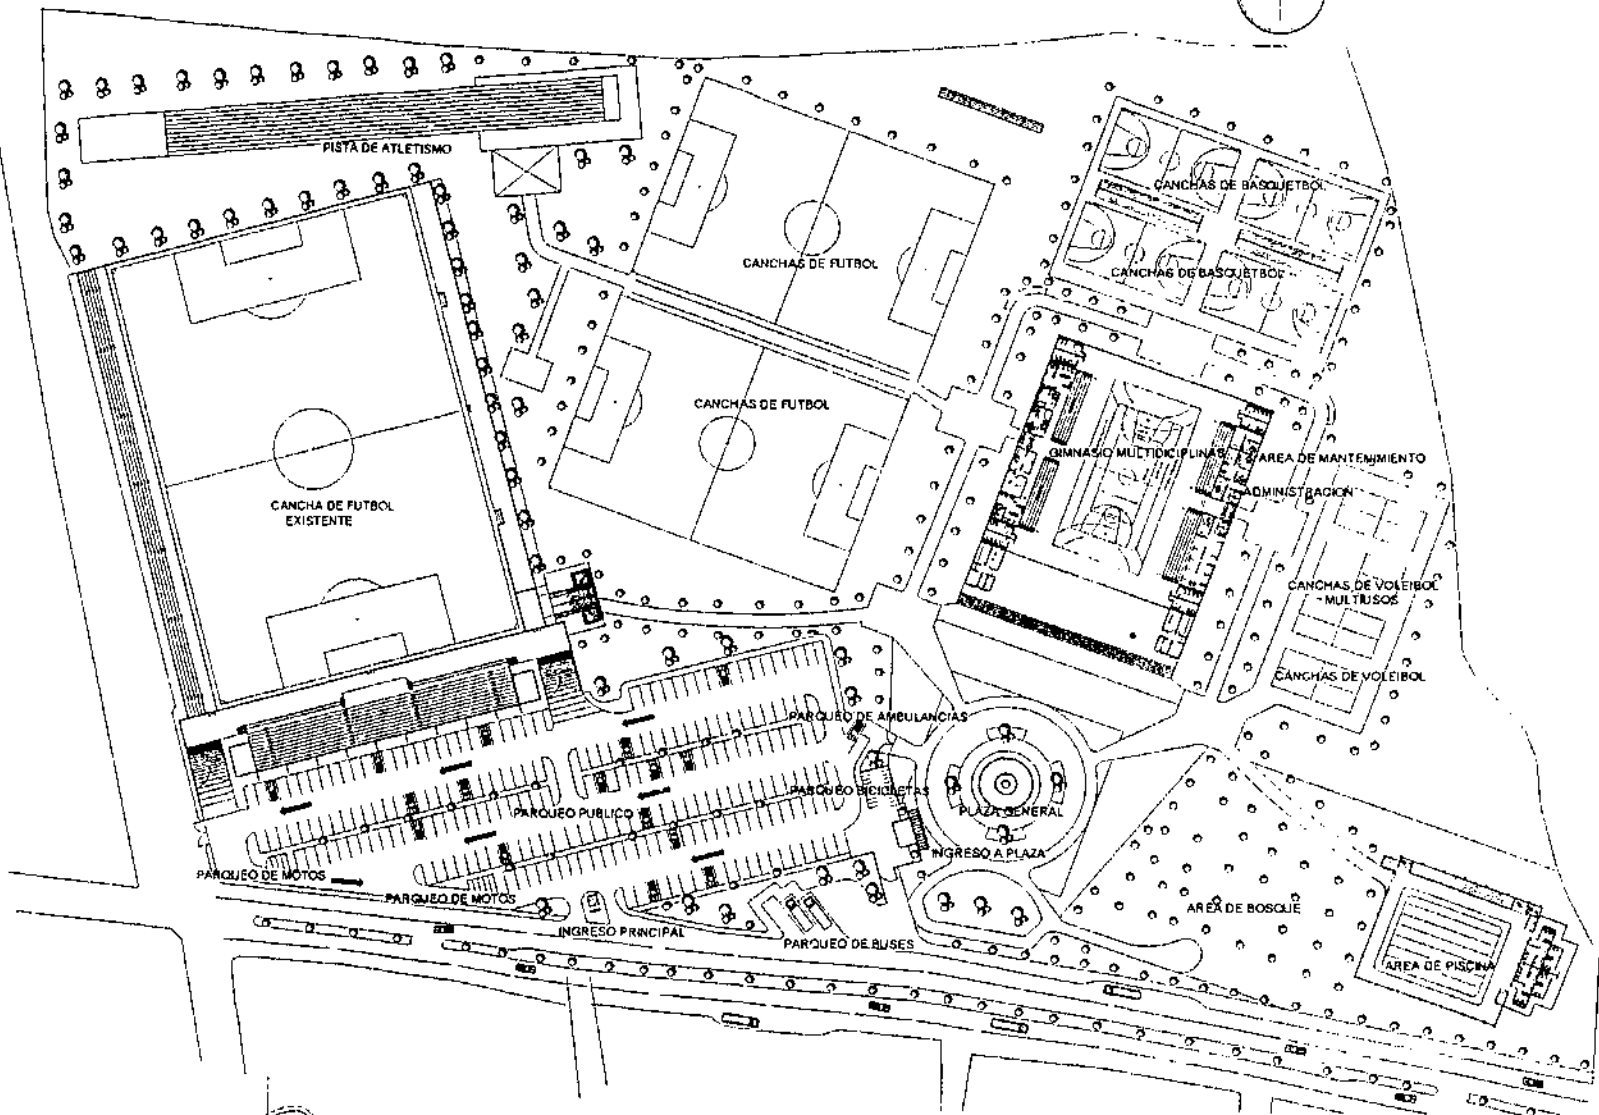 PISTA DE ATLETISMO
CANCHAS DE BASQUETBOL
CANCHAS DE FUTBOL
CANCHAS DE BASQUETBOL
CANCHAS DE FUTBOL
GIMNASIO MULTIDICIPLINAS
AREA DE MANTENIMIENTO
ADMINISTRACION
CANCHA DE FUTBOL
EXISTENTE
CANCHAS DE VOLEIBOL
MULTIUSOS
CANCHAS DE VOLEIBOL
PARQUEO DE AMBULANCIAS
PARQUEO BICICLETAS
PARQUEO PUBLICO
PLAZA GENERAL
INGRESO A PLAZA
PARQUEO DE MOTOS
PARQUEO DE MOTOS
AREA DE BOSQUE
INGRESO PRINCIPAL
PARQUEO DE BUSES
AREA DE PISCINA